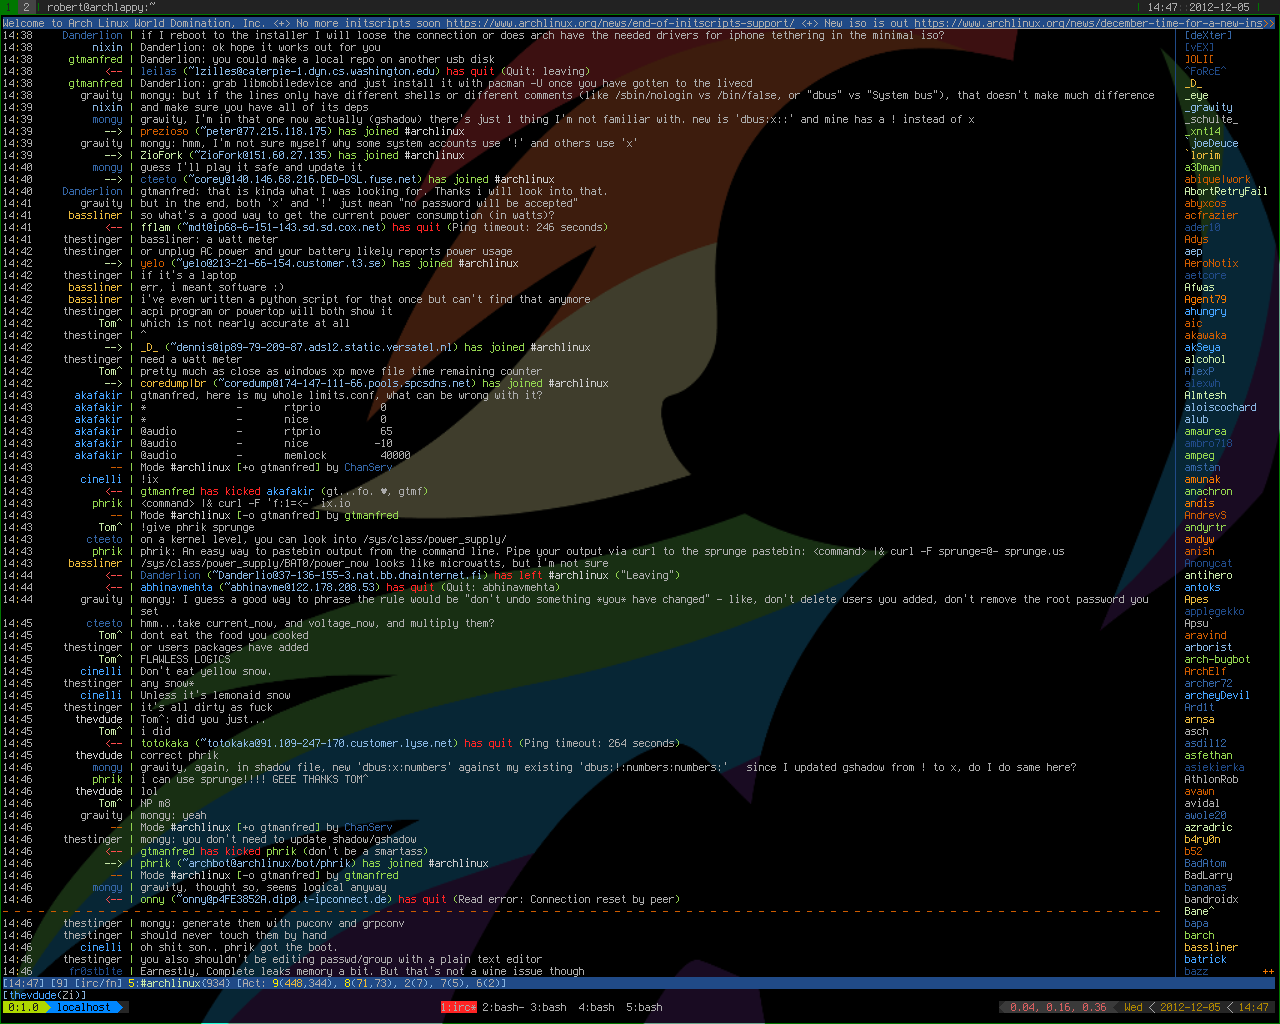 1 2 | robert@archlappy:~ | 14:47::2012-12-05 |
Welcome to Arch Linux World Domination, Inc. <+> No more initscripts soon https://www.archlinux.org/news/end-of-initscripts-support/ <+> New iso is out https://www.archlinux.org/news/december-time-for-a-new-ins>>
14:38 Danderlion | if I reboot to the installer I will loose the connection or does arch have the needed drivers for iphone tethering in the minimal iso? [deXter]
14:38 nixin | Danderlion: ok hope it works out for you [vEX]
14:38 gtmanfred | Danderlion: you could make a local repo on another usb disk ]OLI[
14:38 <-- | leilas (~lzilles@caterpie-1.dyn.cs.washington.edu) has quit (Quit: leaving) ^FoRcE^
14:38 gtmanfred | Danderlion: grab libmobiledevice and just install it with pacman -U once you have gotten to the livecd _D_
14:38 gravity | mongy: but if the lines only have different shells or different comments (like /sbin/nologin vs /bin/false, or "dbus" vs "System bus"), that doesn't make much difference _eye
14:39 nixin | and make sure you have all of its deps _gravity
14:39 mongy | gravity, I'm in that one now actually (gshadow) there's just 1 thing I'm not familiar with. new is 'dbus:x::' and mine has a ! instead of x _schulte_
14:39 --> | prezioso (~peter@77.215.118.175) has joined #archlinux _xnt14
14:39 gravity | mongy: hmm, I'm not sure myself why some system accounts use '!' and others use 'x' `joeDeuce
14:39 --> | ZioFork (~ZioFork@151.60.27.135) has joined #archlinux `lorim
14:40 mongy | guess I'll play it safe and update it a3Dman
14:40 --> | cteeto (~corey@140.146.68.216.DED-DSL.fuse.net) has joined #archlinux abique|work
14:40 Danderlion | gtmanfred: that is kinda what I was looking for. Thanks i will look into that. AbortRetryFail
14:41 gravity | but in the end, both 'x' and '!' just mean "no password will be accepted" abyxcos
14:41 bassliner | so what's a good way to get the current power consumption (in watts)? acfrazier
14:41 <-- | fflam (~mdt@ip68-6-151-143.sd.sd.cox.net) has quit (Ping timeout: 246 seconds) ader10
14:41 thestinger | bassliner: a watt meter Adys
14:42 thestinger | or unplug AC power and your battery likely reports power usage aep
14:42 --> | yelo (~yelo@213-21-66-154.customer.t3.se) has joined #archlinux AeroNotix
14:42 thestinger | if it's a laptop aetcore
14:42 bassliner | err, i meant software :) Afwas
14:42 bassliner | i've even written a python script for that once but can't find that anymore Agent79
14:42 thestinger | acpi program or powertop will both show it ahungry
14:42 Tom^ | which is not nearly accurate at all aic
14:42 thestinger | ^ akawaka
14:42 --> | _D_ (~dennis@ip89-79-209-87.adsl2.static.versatel.nl) has joined #archlinux akSeya
14:42 thestinger | need a watt meter alcohol
14:42 Tom^ | pretty much as close as windows xp move file time remaining counter AlexP
14:42 --> | coredump|br (~coredump@174-147-111-66.pools.spcsdns.net) has joined #archlinux alexwh
14:43 akafakir | gtmanfred, here is my whole limits.conf, what can be wrong with it? Almtesh
14:43 akafakir | * - rtprio 0 aloiscochard
14:43 akafakir | * - nice 0 alub
14:43 akafakir | @audio - rtprio 65 amaurea
14:43 akafakir | @audio - nice -10 ambro718
14:43 akafakir | @audio - memlock 40000 ampeg
14:43 -- | Mode #archlinux [+o gtmanfred] by ChanServ amstan
14:43 cinelli | !ix amunak
14:43 <-- | gtmanfred has kicked akafakir (gt...fo. ♥, gtmf) anachron
14:43 phrik | <command> |& curl -F 'f:1=<-' ix.io andis
14:43 -- | Mode #archlinux [-o gtmanfred] by gtmanfred AndrevS
14:43 Tom^ | !give phrik sprunge andyrtr
14:43 cteeto | on a kernel level, you can look into /sys/class/power_supply/ andyw
14:43 phrik | phrik: An easy way to pastebin output from the command line. Pipe your output via curl to the sprunge pastebin: <command> |& curl -F sprunge=@- sprunge.us anish
14:43 bassliner | /sys/class/power_supply/BAT0/power_now looks like microwatts, but i'm not sure Anonycat
14:44 <-- | Danderlion (~Danderlio@37-136-155-3.nat.bb.dnainternet.fi) has left #archlinux ("Leaving") antihero
14:44 <-- | abhinavmehta (~abhinavme@122.178.208.53) has quit (Quit: abhinavmehta) antoks
14:44 gravity | mongy: I guess a good way to phrase the rule would be "don't undo something *you* have changed" - like, don't delete users you added, don't remove the root password you Apes
| set applegekko
14:45 cteeto | hmm...take current_now, and voltage_now, and multiply them? Apsu`
14:45 Tom^ | dont eat the food you cooked aravind
14:45 thestinger | or users packages have added arborist
14:45 Tom^ | FLAWLESS LOGICS arch-bugbot
14:45 cinelli | Don't eat yellow snow. ArchElf
14:45 thestinger | any snow* archer72
14:45 cinelli | Unless it's lemonaid snow archeyDevil
14:45 thestinger | it's all dirty as fuck Ard1t
14:45 thevdude | Tom^: did you just... arnsa
14:45 Tom^ | i did asch
14:45 <-- | totokaka (~totokaka@91.109-247-170.customer.lyse.net) has quit (Ping timeout: 264 seconds) asdil12
14:45 thevdude | correct phrik asfethan
14:46 mongy | gravity, again, in shadow file, new 'dbus:x:numbers' against my existing 'dbus:!:numbers:numbers:' since I updated gshadow from ! to x, do I do same here? asiekierka
14:46 phrik | i can use sprunge!!!! GEEE THANKS TOM^ AthlonRob
14:46 thevdude | lol avawn
14:46 Tom^ | NP m8 avidal
14:46 gravity | mongy: yeah awole20
14:46 -- | Mode #archlinux [+o gtmanfred] by ChanServ azradric
14:46 thestinger | mongy: you don't need to update shadow/gshadow b4ry0n
14:46 <-- | gtmanfred has kicked phrik (don't be a smartass) b52
14:46 --> | phrik (~archbot@archlinux/bot/phrik) has joined #archlinux BadAtom
14:46 -- | Mode #archlinux [-o gtmanfred] by gtmanfred BadLarry
14:46 mongy | gravity, thought so, seems logical anyway bananas
14:46 <-- | onny (~onny@p4FE3852A.dip0.t-ipconnect.de) has quit (Read error: Connection reset by peer) bandroidx
Bane^
14:46 thestinger | mongy: generate them with pwconv and grpconv bapa
14:46 thestinger | should never touch them by hand barch
14:46 cinelli | oh shit son.. phrik got the boot. bassliner
14:46 thestinger | you also shouldn't be editing passwd/group with a plain text editor batrick
14:46 fr0stb1te | Earnestly, Complete leaks memory a bit. But that's not a wine issue though bazz ++
[14:47] [9] [irc/fn] 5:#archlinux(934) [Act: 9(448,344), 8(71,73), 2(7), 7(5), 6(2)]
[thevdude(Zi)]
0:1.0 localhost 1:irc* 2:bash- 3:bash 4:bash 5:bash 0.04, 0.16, 0.36 Wed < 2012-12-05 < 14:47